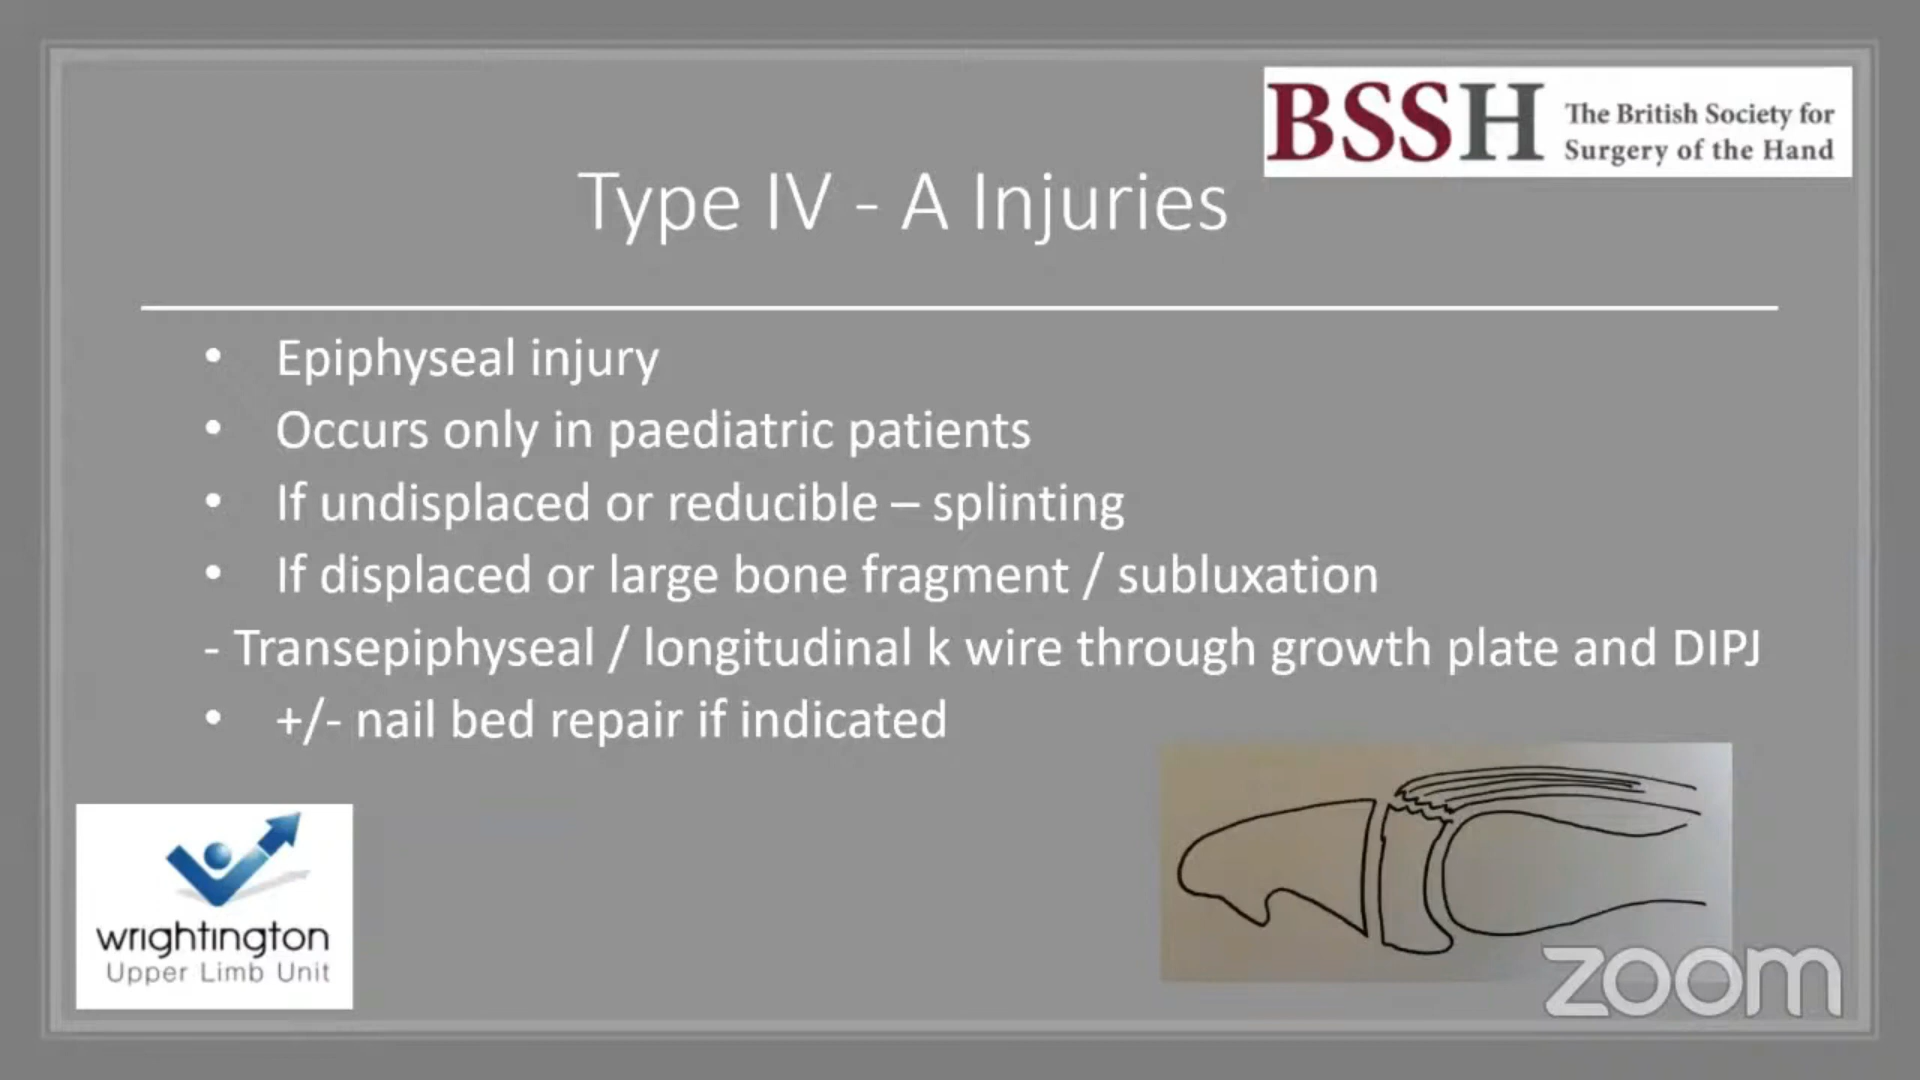 BSSH The British Society for
Surgery of the Hand
Type IV - A Injuries
• Epiphyseal injury
• Occurs only in paediatric patients
• If undisplaced or reducible – splinting
• If displaced or large bone fragment / subluxation
- Transepiphyseal / longitudinal k wire through growth plate and DIPJ
• +/- nail bed repair if indicated
wrightington
Upper Limb Unit
zoom